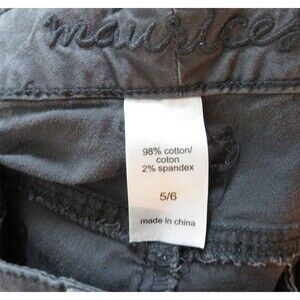 maurices
98% cotton/
coton
2% spandex
5/6
made in china